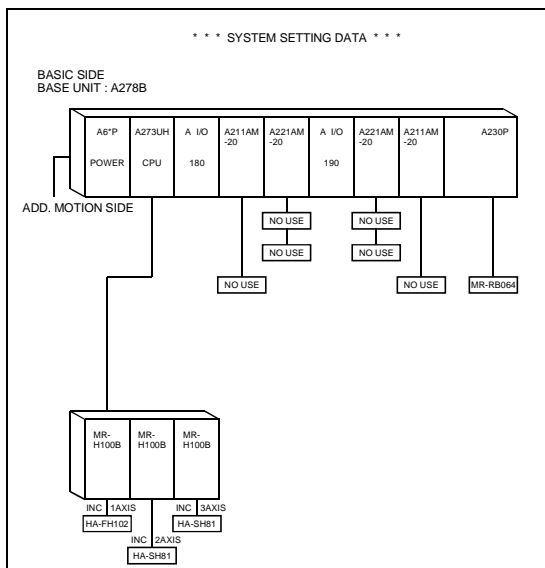 * * * SYSTEM SETTING DATA * * *
BASIC SIDE
BASE UNIT : A278B
A6*P
POWER
A273UH
CPU
A I/O
180
A211AM
-20
A221AM
-20
A I/O
190
A221AM
-20
A211AM
-20
A230P
ADD. MOTION SIDE
NO USE
NO USE
NO USE
NO USE
NO USE
NO USE
MR-RB064
MR-
H100B
MR-
H100B
MR-
H100B
INC 1AXIS
HA-FH102
INC 3AXIS
HA-SH81
INC 2AXIS
HA-SH81